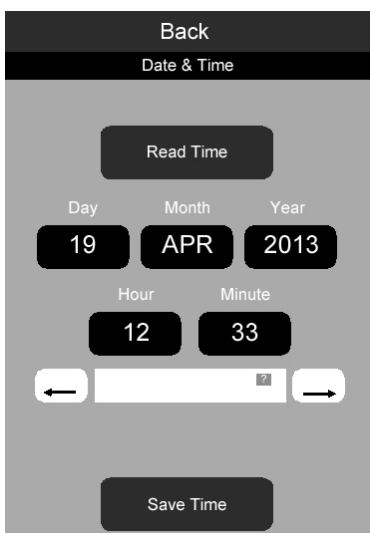 Back
Date & Time
Read Time
Day Month Year
19 APR 2013
Hour Minute
12 33
?
Save Time